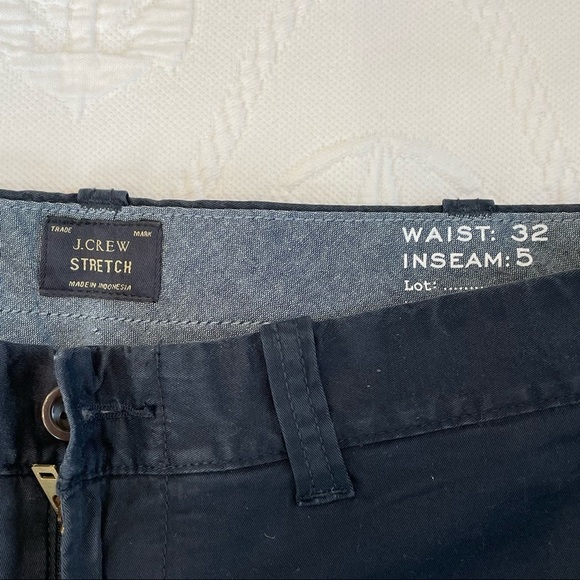 TRADE MARK
J.CREW
STRETCH
MADE IN INDONESIA
WAIST: 32
INSEAM: 5
Lot: .........